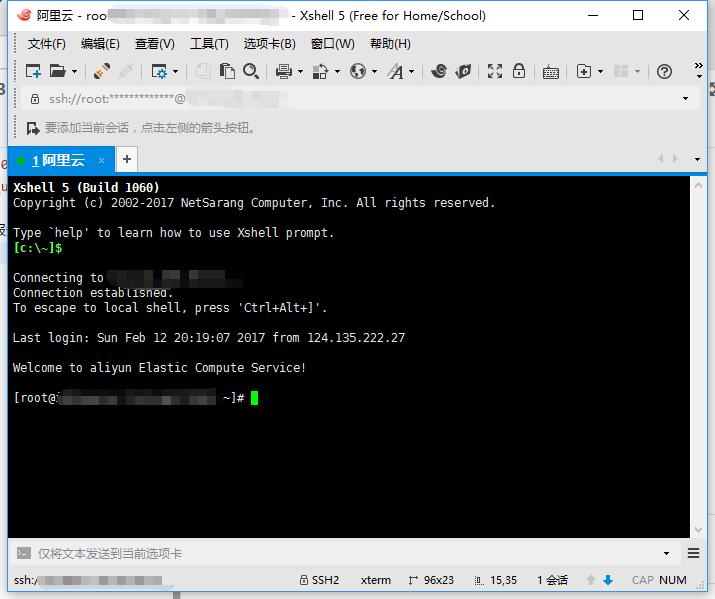 阿里云 - root - Xshell 5 (Free for Home/School)
文件(F) 编辑(E) 查看(V) 工具(T) 选项卡(B) 窗口(W) 帮助(H)
ssh://root:*************@
要添加当前会话，点击左侧的箭头按钮。
1 阿里云
Xshell 5 (Build 1060)
Copyright (c) 2002-2017 NetSarang Computer, Inc. All rights reserved.
Type `help' to learn how to use Xshell prompt.
[c:\~]$
Connecting to
Connection established.
To escape to local shell, press 'Ctrl+Alt+]'.
Last login: Sun Feb 12 20:19:07 2017 from 124.135.222.27
Welcome to aliyun Elastic Compute Service!
[root@ ~]#
仅将文本发送到当前选项卡
ssh:/ SSH2 xterm 96x23 15,35 1 会话 CAP NUM